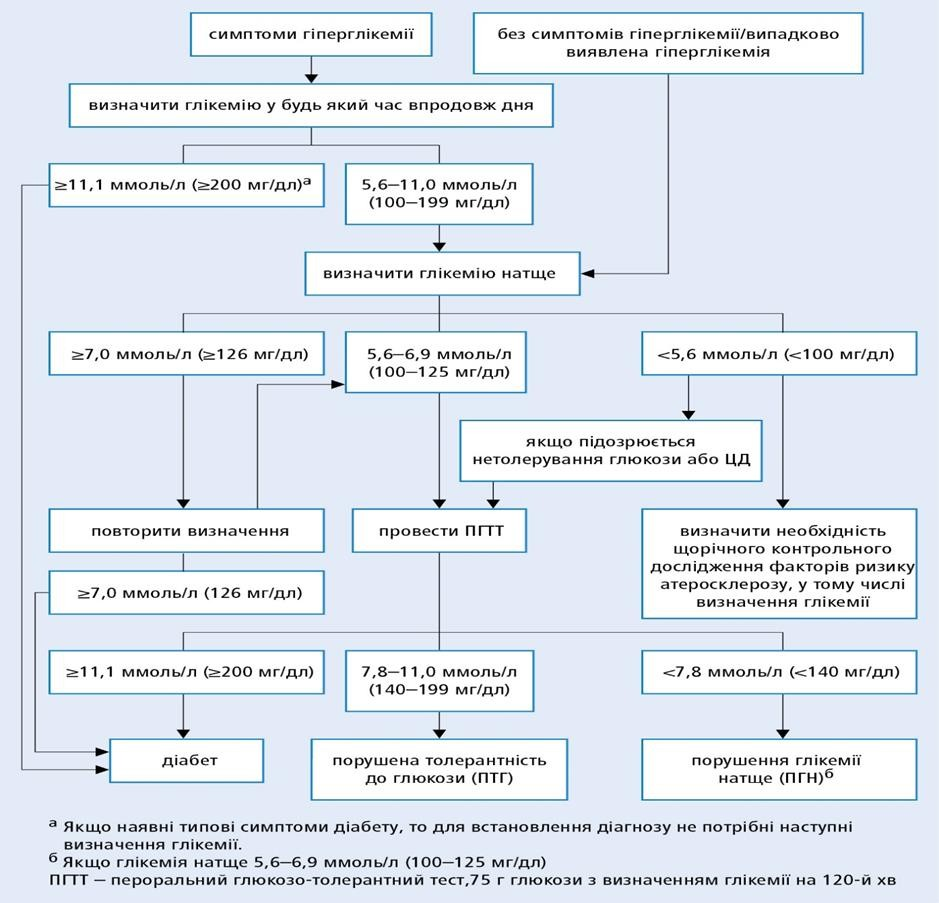 симптоми гіперглікемії
без симптомів гіперглікемії/випадково
виявлена гіперглікемія
визначити глікемію у будь який час впродовж дня
≥11,1 ммоль/л (≥200 мг/дл)а
5,6–11,0 ммоль/л
(100–199 мг/дл)
визначити глікемію натще
≥7,0 ммоль/л (≥126 мг/дл)
5,6–6,9 ммоль/л
(100–125 мг/дл)
<5,6 ммоль/л (<100 мг/дл)
якщо підозрюється
нетолерування глюкози або ЦД
повторити визначення
провести ПГТТ
визначити необхідність
щорічного контрольного
дослідження факторів ризику
атеросклерозу, у тому числі
визначення глікемії
≥7,0 ммоль/л (126 мг/дл)
≥11,1 ммоль/л (≥200 мг/дл)
7,8–11,0 ммоль/л
(140–199 мг/дл)
<7,8 ммоль/л (<140 мг/дл)
діабет
порушена толерантність
до глюкози (ПТГ)
порушення глікемії
натще (ПГН)б
а Якщо наявні типові симптоми діабету, то для встановлення діагнозу не потрібні наступні
визначення глікемії.
б Якщо глікемія натще 5,6–6,9 ммоль/л (100–125 мг/дл)
ПГТТ – пероральний глюкозо-толерантний тест,75 г глюкози з визначенням глікемії на 120-й хв